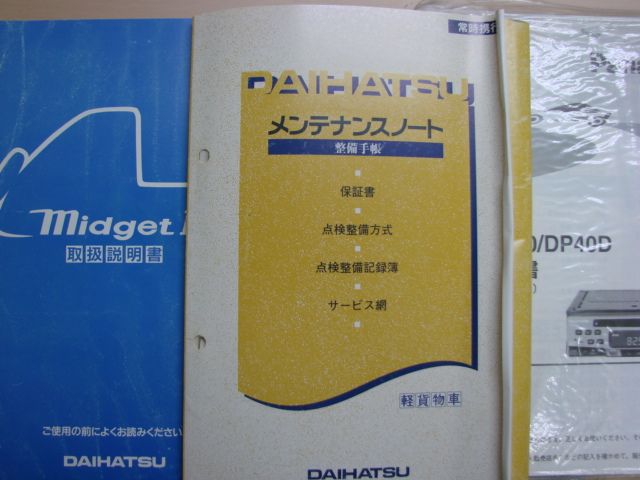 midget
取扱説明書
ご使用の前によくお読みください
DAIHATSU
常時携行
DAIHATSU
メンテナンスノート
整備手帳
保証書
点検整備方式
点検整備記録簿
サービス網
軽貨物車
DAIHATSU
/DP40D
書